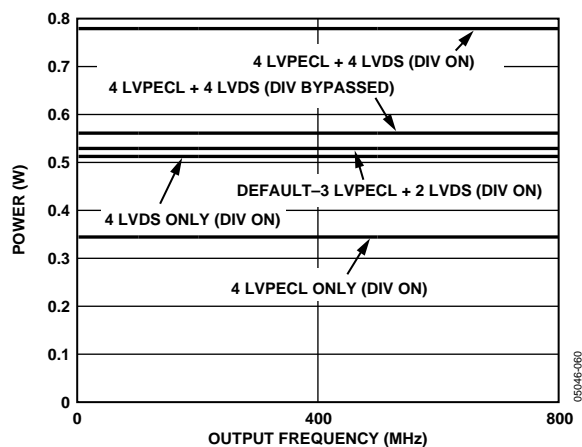 0.8
0.7
0.6
0.5
0.4
0.3
0.2
0.1
0
POWER (W)
4 LVPECL + 4 LVDS (DIV ON)
4 LVPECL + 4 LVDS (DIV BYPASSED)
DEFAULT–3 LVPECL + 2 LVDS (DIV ON)
4 LVDS ONLY (DIV ON)
4 LVPECL ONLY (DIV ON)
0
400
800
OUTPUT FREQUENCY (MHz)
05046-060